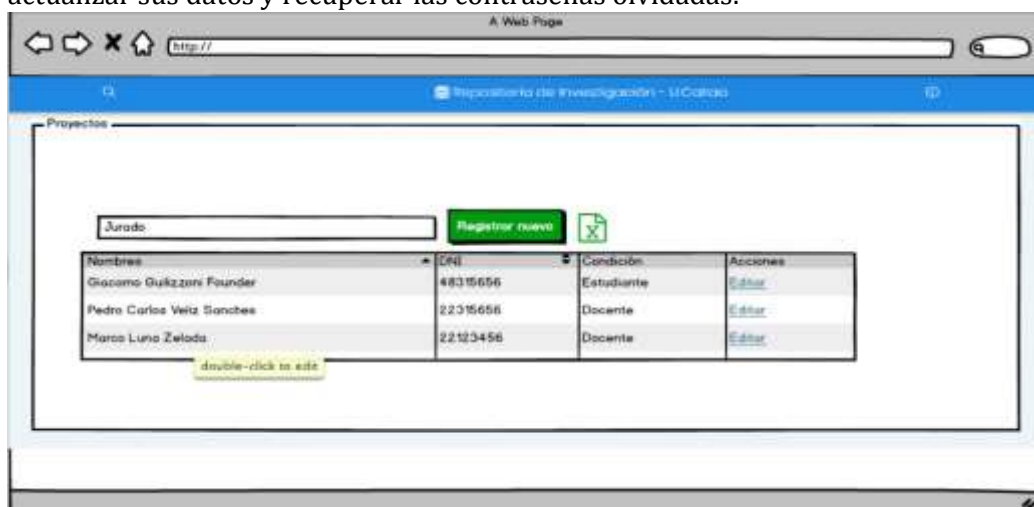 actualizar sus datos y recuperar las contraseñas olvidadas.
A Web Page
http://
Repositorio de Investigación -
Proyectos
Jurado
Registrar nuevo
Nombres DNI Condición Acciones
Giacomo Guilizzoni Founder 48315656 Estudiante Editar
Pedro Carlos Veliz Sanches 22315656 Docente Editar
Marco Luna Zelada 22123456 Docente Editar
double-click to edit